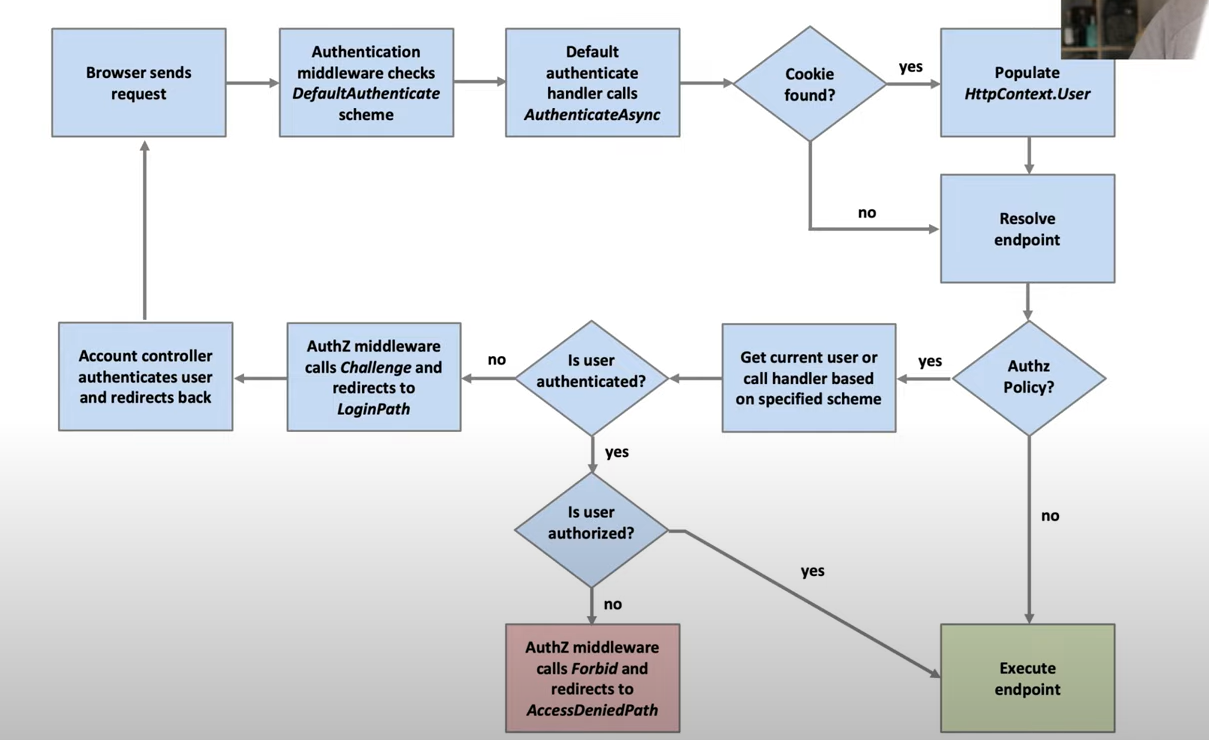 Browser sends
request
Authentication
middleware checks
DefaultAuthenticate
scheme
Default
authenticate
handler calls
AuthenticateAsync
Cookie
found?
yes
Populate
HttpContext.User
no
Resolve
endpoint
Account controller
authenticates user
and redirects back
AuthZ middleware
calls Challenge and
redirects to
LoginPath
no
Is user
authenticated?
Get current user or
call handler based
on specified scheme
yes
Authz
Policy?
yes
Is user
authorized?
no
yes
no
AuthZ middleware
calls Forbid and
redirects to
AccessDeniedPath
Execute
endpoint